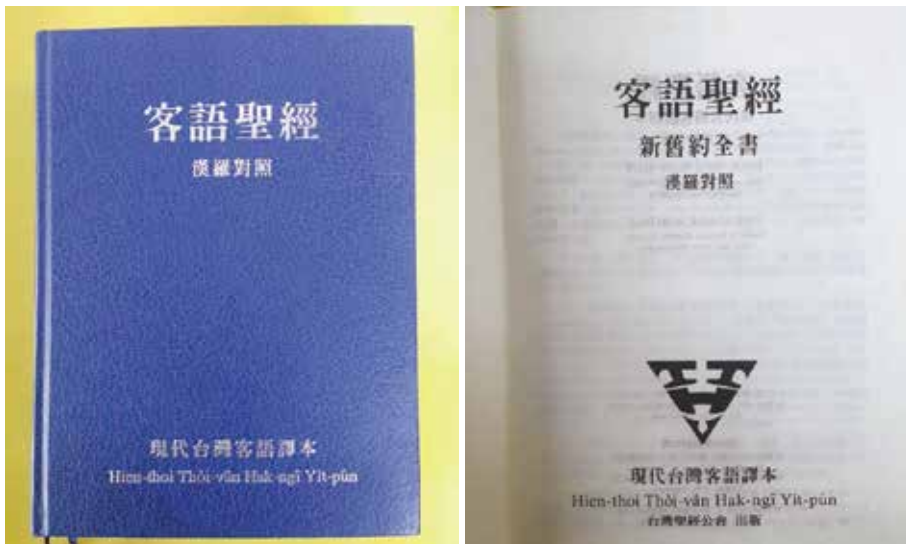 客語聖經
漢羅對照
現代台灣客語譯本
Hien-thoi Thòi-vân Hak-ngî Yit-pún
客語聖經
新舊約全書
漢羅對照
現代台灣客語譯本
Hien-thoi Thòi-vân Hak-ngî Yit-pún
台灣聖經公會 出版